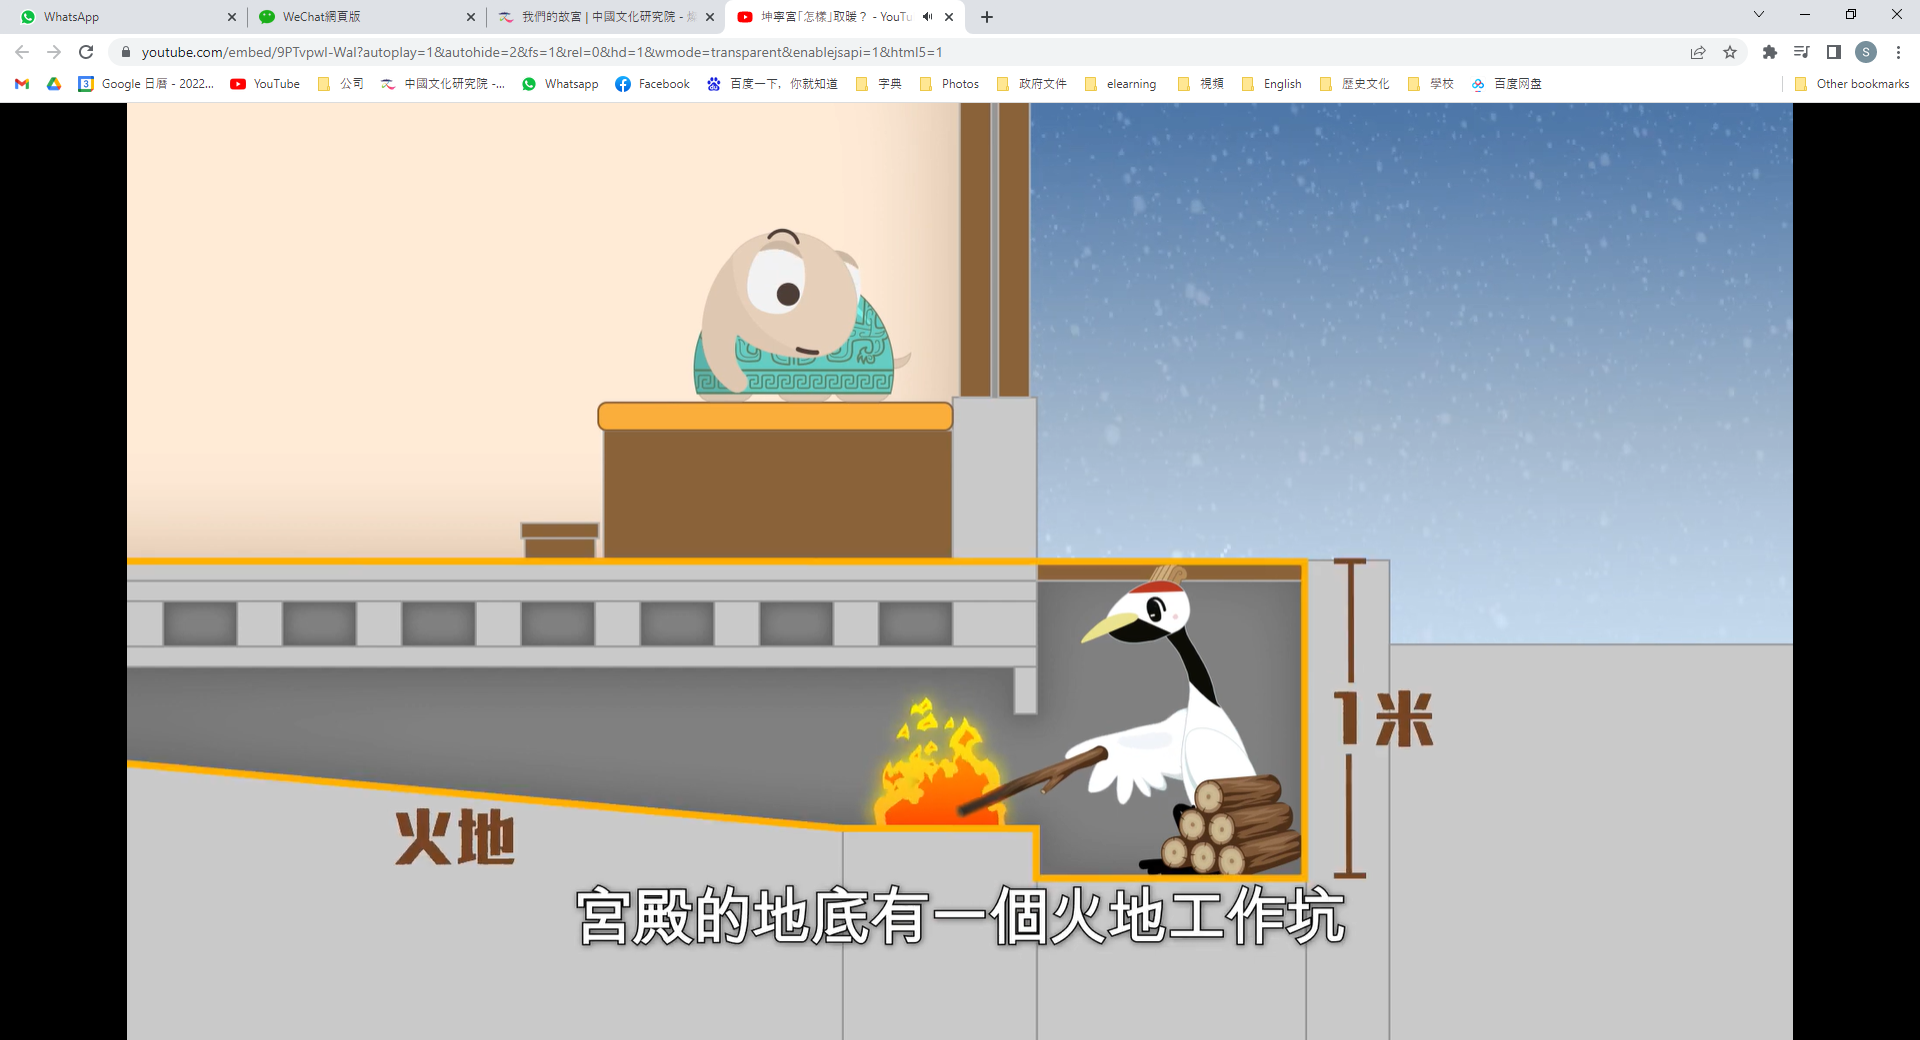 WhatsApp
WeChat網頁版
我們的故宮 | 中國文化研究院 -
坤寧宮「怎樣」取暖？ - YouTu
youtube.com/embed/9PTvpwI-WaI?autoplay=1&autohide=2&fs=1&rel=0&hd=1&wmode=transparent&enablejsapi=1&html5=1
S
Google 日曆 - 2022...
YouTube
公司
中國文化研究院 -...
Whatsapp
Facebook
百度一下，你就知道
字典
Photos
政府文件
elearning
視頻
English
歷史文化
學校
百度网盘
Other bookmarks
1米
火地
宮殿的地底有一個火地工作坑